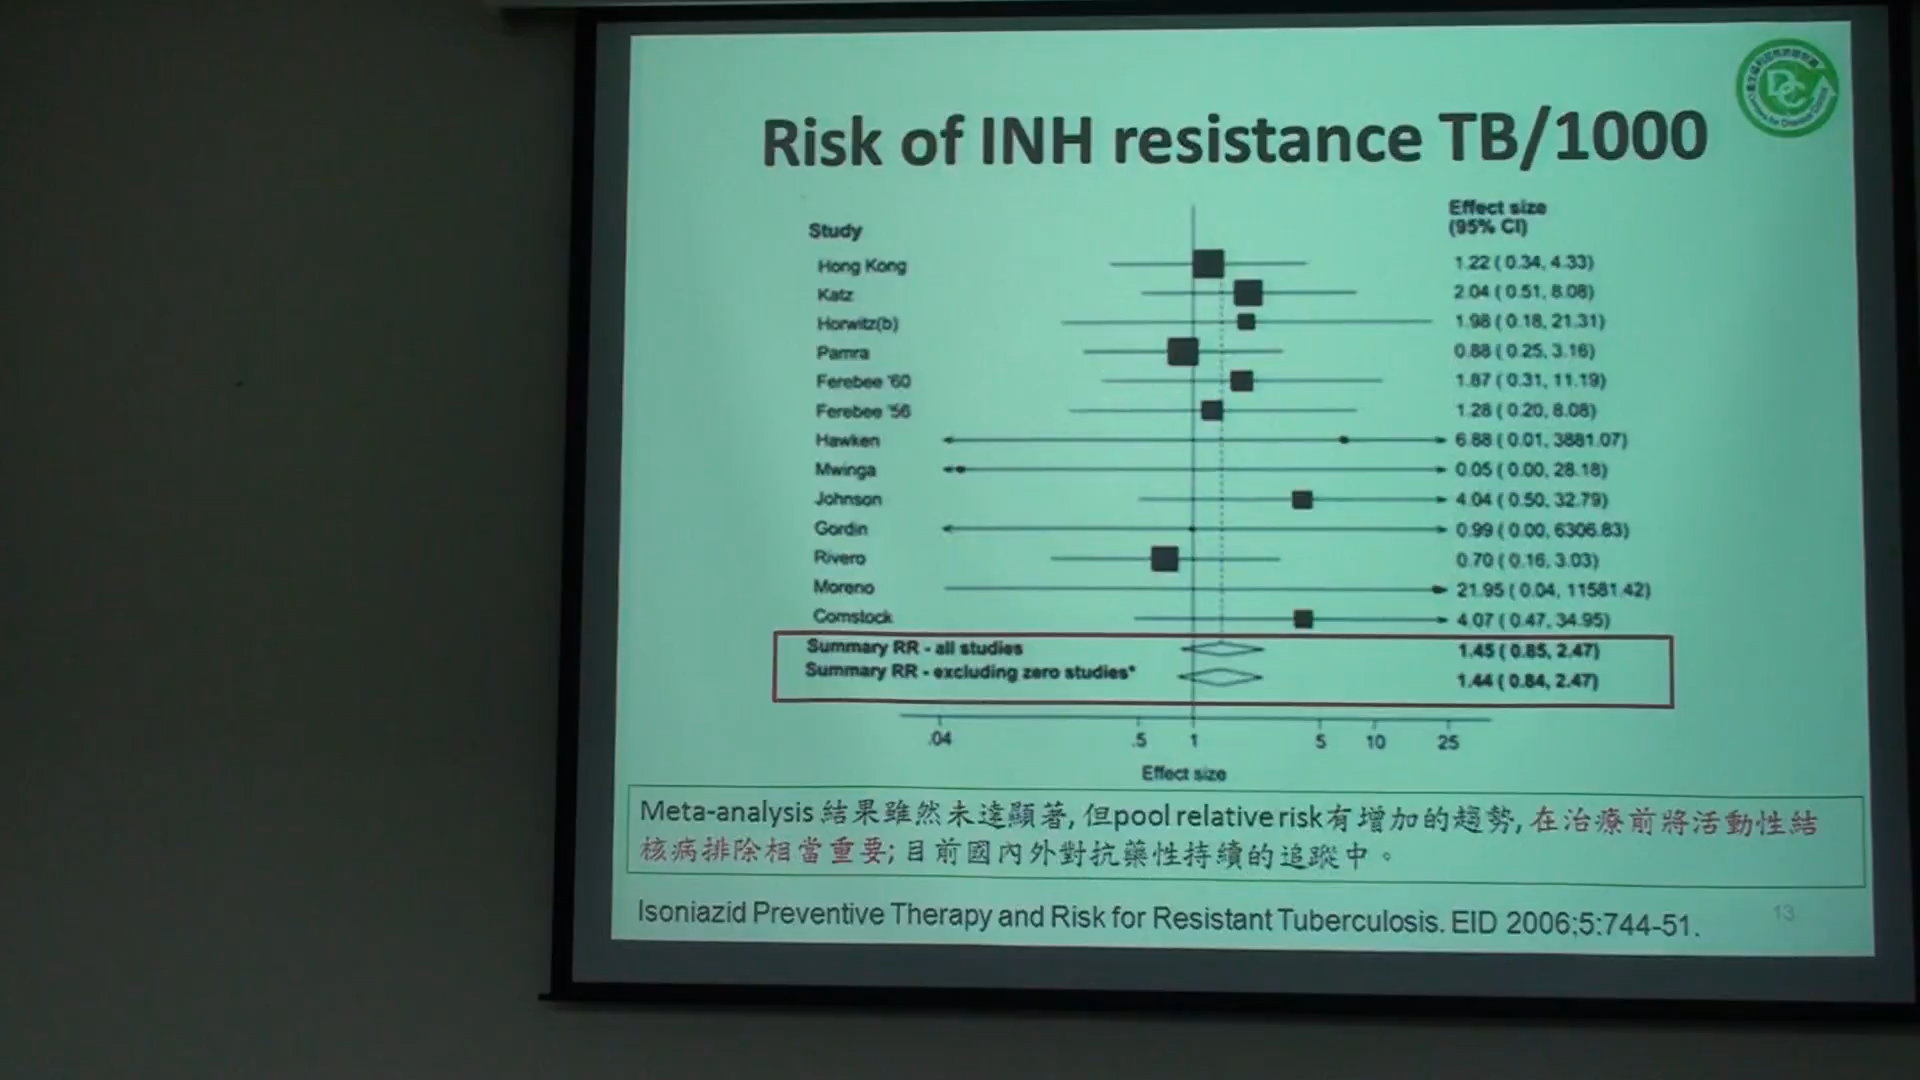 Risk of INH resistance TB/1000
Study
Effect size
(95% CI)
Hong Kong 1.22 ( 0.34, 4.33)
Katz 2.04 ( 0.51, 8.08)
Horwitz(b) 1.98 ( 0.18, 21.31)
Pamra 0.88 ( 0.25, 3.16)
Ferebee '60 1.87 ( 0.31, 11.19)
Ferebee '56 1.28 ( 0.20, 8.08)
Hawken 6.88 ( 0.01, 3881.07)
Mwinga 0.05 ( 0.00, 28.18)
Johnson 4.04 ( 0.50, 32.79)
Gordin 0.99 ( 0.00, 6306.83)
Rivero 0.70 ( 0.16, 3.03)
Moreno 21.95 ( 0.04, 11581.42)
Comstock 4.07 ( 0.47, 34.95)
Summary RR - all studies 1.45 ( 0.85, 2.47)
Summary RR - excluding zero studies* 1.44 ( 0.84, 2.47)
.04 .5 1 5 10 25
Effect size
Meta-analysis 結果雖然未達顯著, 但pool relative risk有增加的趨勢, 在治療前將活動性結
核病排除相當重要; 目前國內外對抗藥性持續的追蹤中。
Isoniazid Preventive Therapy and Risk for Resistant Tuberculosis. EID 2006;5:744-51.
13